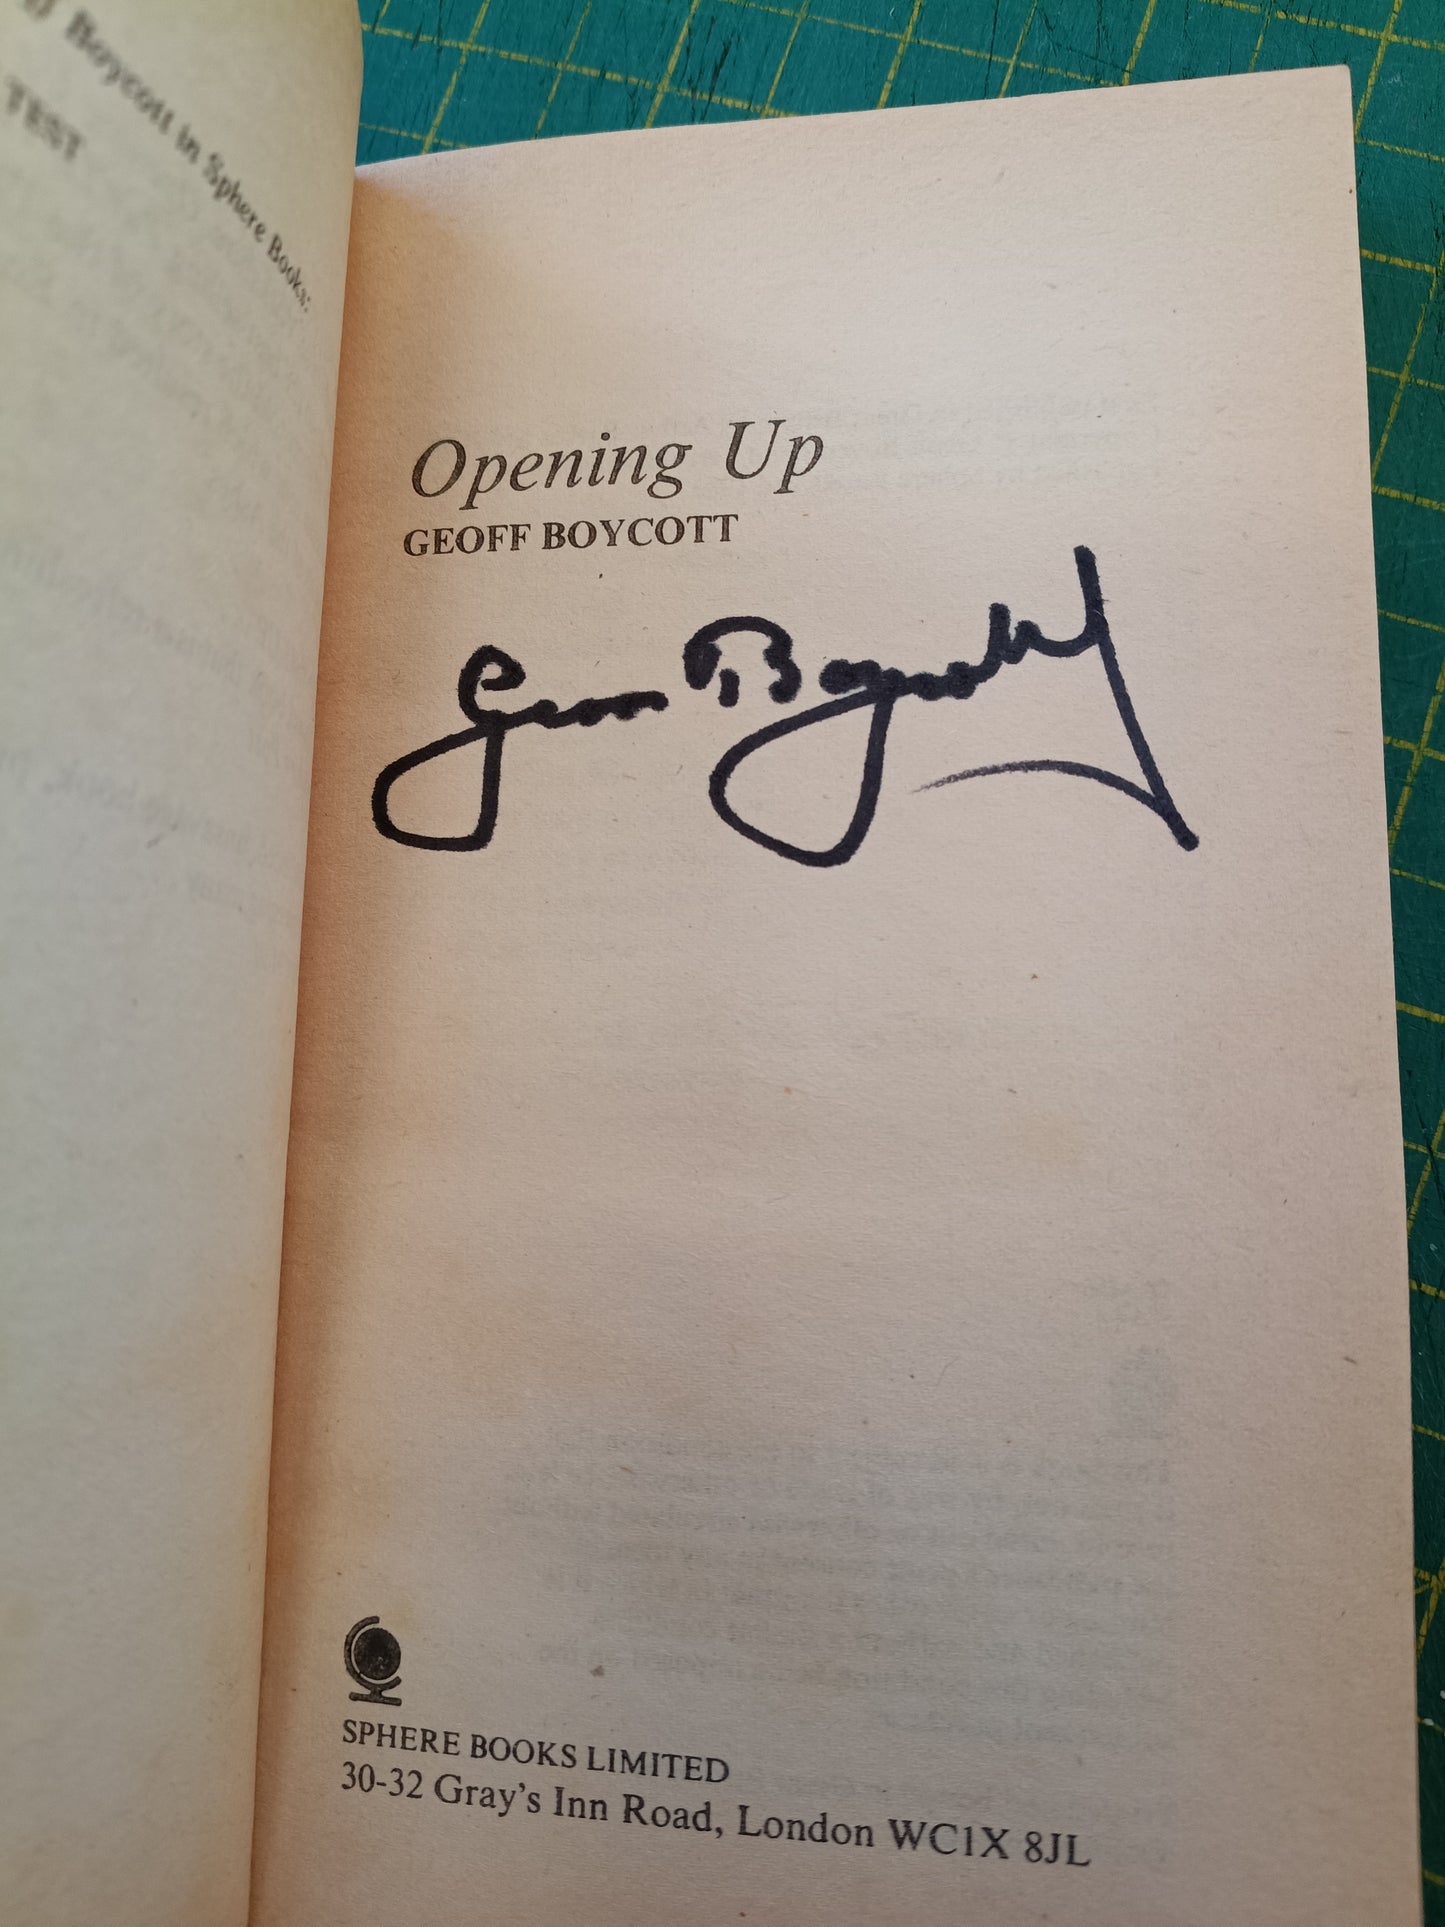 Boycott in Sphere Books:
TEST
Opening Up
GEOFF BOYCOTT
Geoff Boycott
SPHERE BOOKS LIMITED
30-32 Gray's Inn Road, London WC1X 8JL